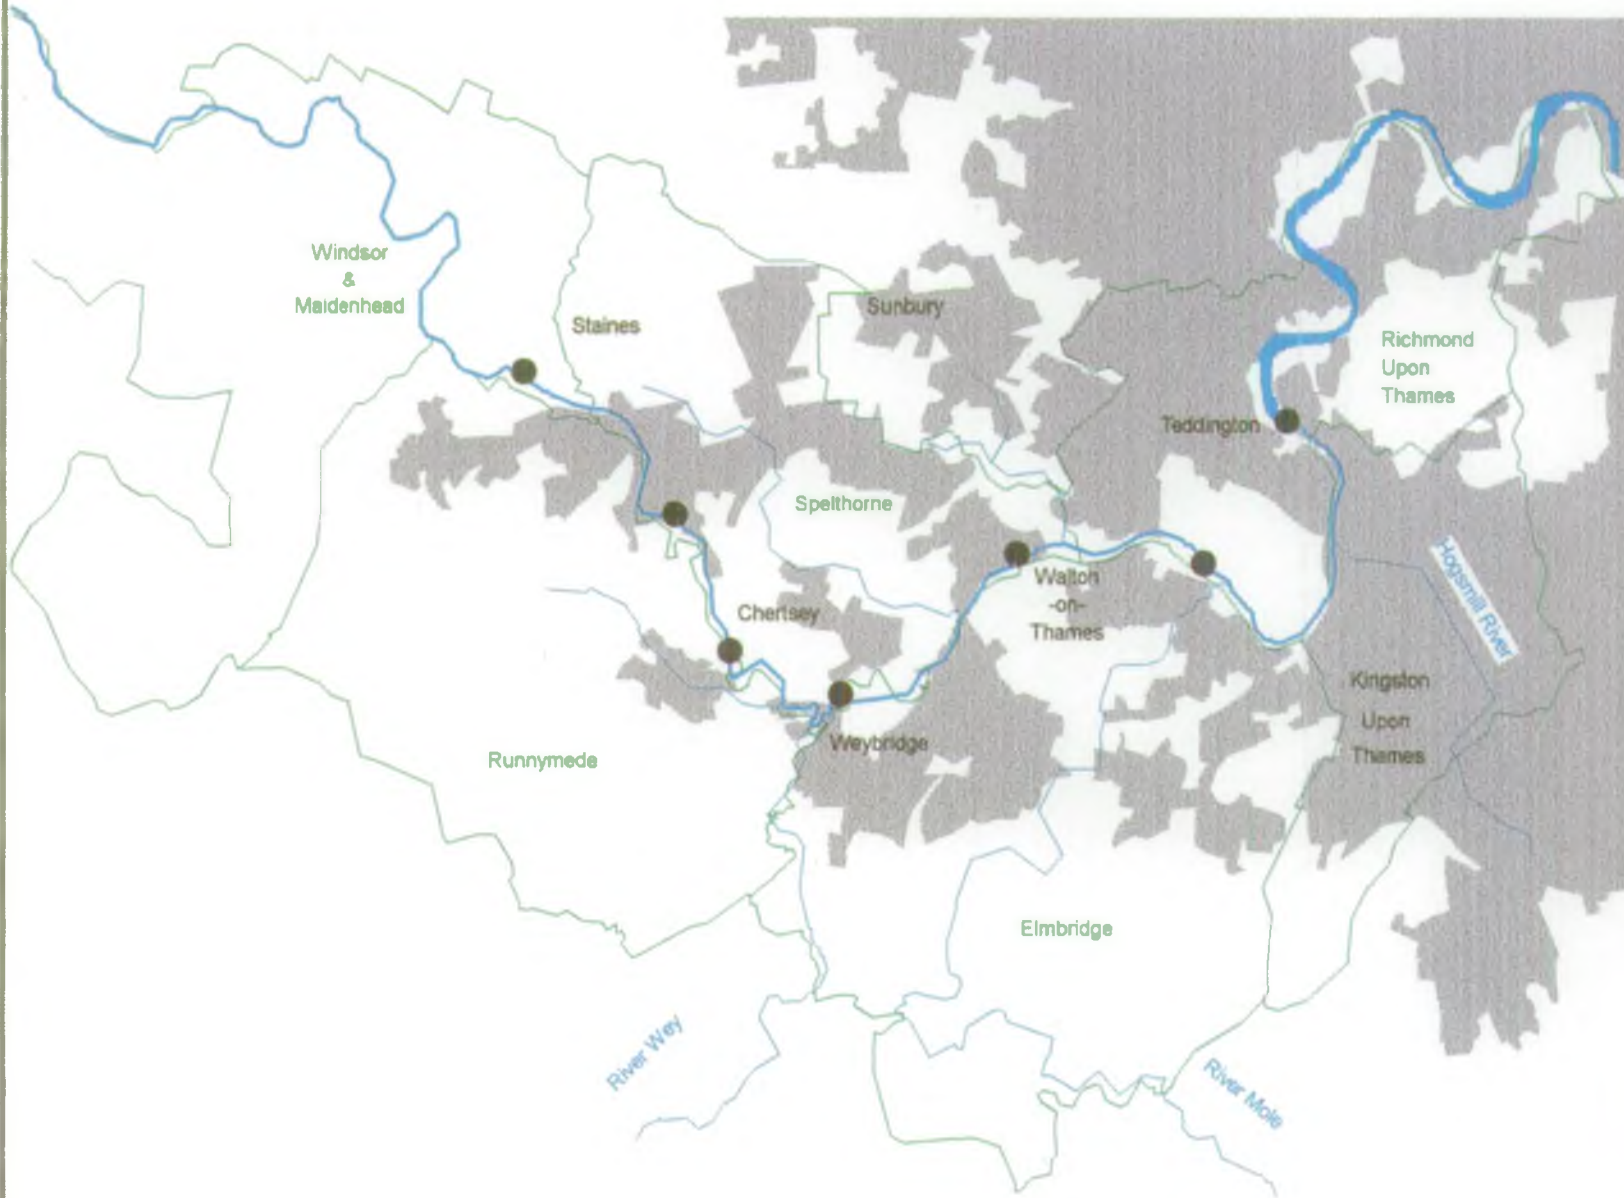 Windsor
&
Maidenhead
Staines
Sunbury
Richmond
Upon
Thames
Teddington
Spelthorne
Hogsmill River
Walton
-on-
Thames
Chertsey
Kingston
Upon
Thames
Weybridge
Runnymede
Elmbridge
River Wey
River Mole